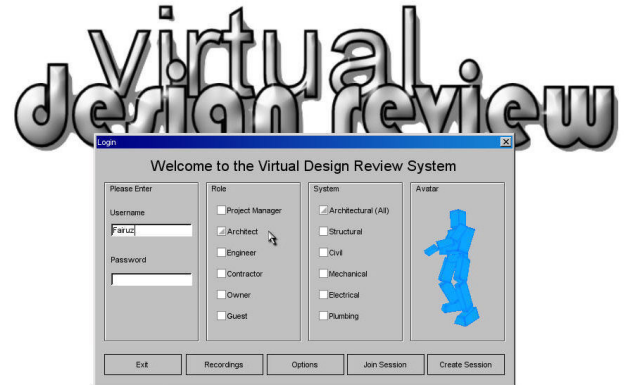 virtual
design review
Login
Welcome to the Virtual Design Review System
Please Enter
Username
Fairuz
Password
Role
Project Manager
Architect
Engineer
Contractor
Owner
Guest
System
Architectural (All)
Structural
Civil
Mechanical
Electrical
Plumbing
Avatar
Exit
Recordings
Options
Join Session
Create Session